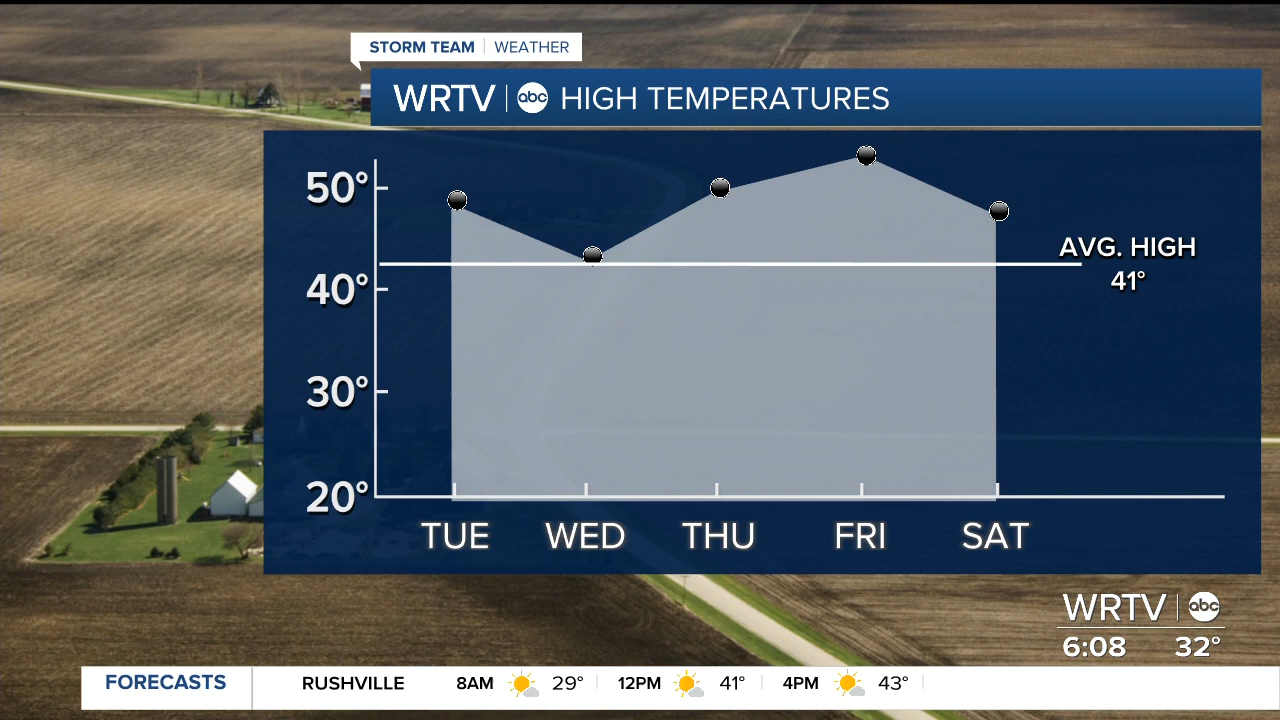 STORM TEAM | WEATHER
WRTV | abc HIGH TEMPERATURES
50°
40°
30°
20°
AVG. HIGH
41°
TUE WED THU FRI SAT
WRTV | abc
6:08 32°
FORECASTS RUSHVILLE 8AM 29° | 12PM 41° | 4PM 43° |